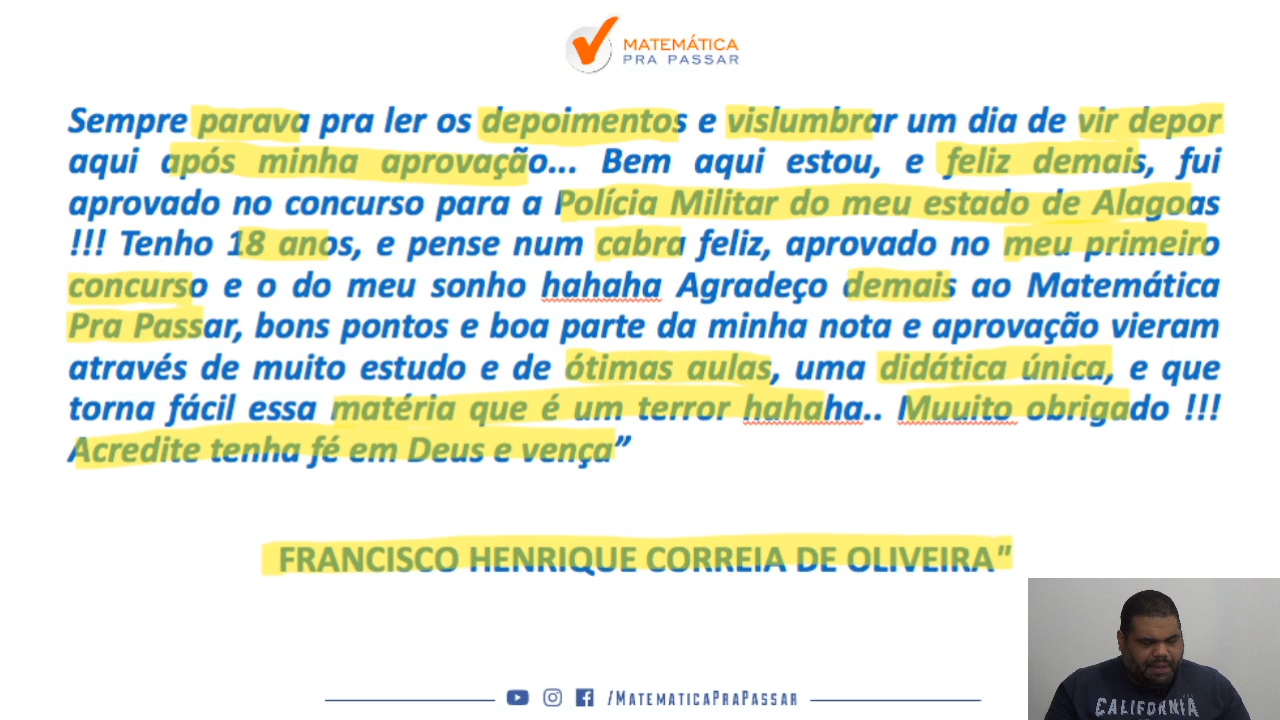 MATEMÁTICA
PRA PASSAR
Sempre parava pra ler os depoimentos e vislumbrar um dia de vir depor
aqui após minha aprovação... Bem aqui estou, e feliz demais, fui
aprovado no concurso para a Polícia Militar do meu estado de Alagoas
!!! Tenho 18 anos, e pense num cabra feliz, aprovado no meu primeiro
concurso e o do meu sonho hahaha Agradeço demais ao Matemática
Pra Passar, bons pontos e boa parte da minha nota e aprovação vieram
através de muito estudo e de ótimas aulas, uma didática única, e que
torna fácil essa matéria que é um terror hahaha.. Muuito obrigado !!!
Acredite tenha fé em Deus e vença”
FRANCISCO HENRIQUE CORREIA DE OLIVEIRA”
/MATEMATICAPRAPASSAR
CALIFORNIA